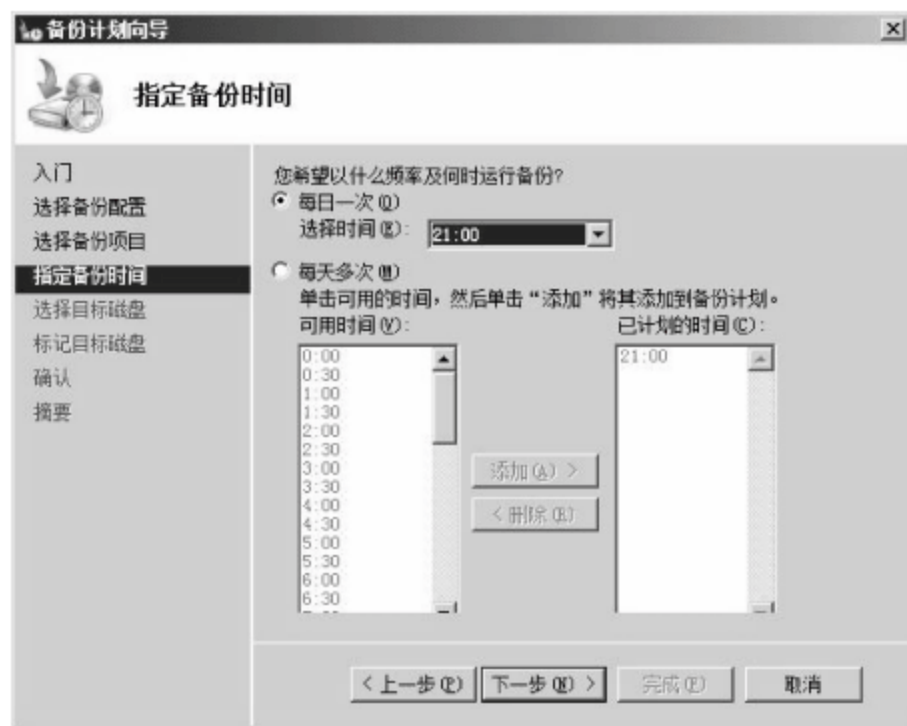 备份计划向导
指定备份时间
入门
选择备份配置
选择备份项目
指定备份时间
选择目标磁盘
标记目标磁盘
确认
摘要
您希望以什么频率及何时运行备份?
每日一次(O)
选择时间(E):
21:00
每天多次(M)
单击可用的时间，然后单击“添加”将其添加到备份计划。
可用时间(V):
0:00
0:30
1:00
1:30
2:00
2:30
3:00
3:30
4:00
4:30
5:00
5:30
6:00
6:30
添加(A) >
< 删除(R)
已计划的时间(C):
21:00
< 上一步(P)
下一步(N) >
完成(F)
取消